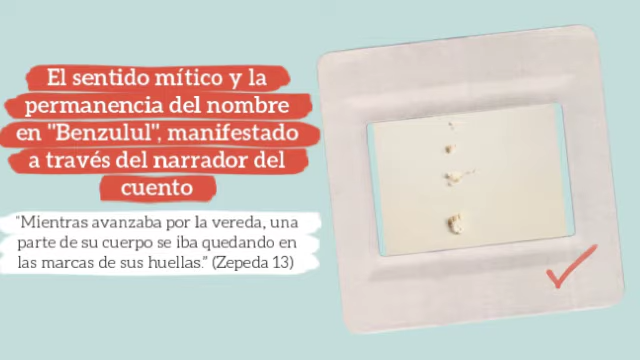 El sentido mítico y la
permanencia del nombre
en "Benzulul", manifestado
a través del narrador del
cuento
"Mientras avanzaba por la vereda, una
parte de su cuerpo se iba quedando en
las marcas de sus huellas." (Zepeda 13)